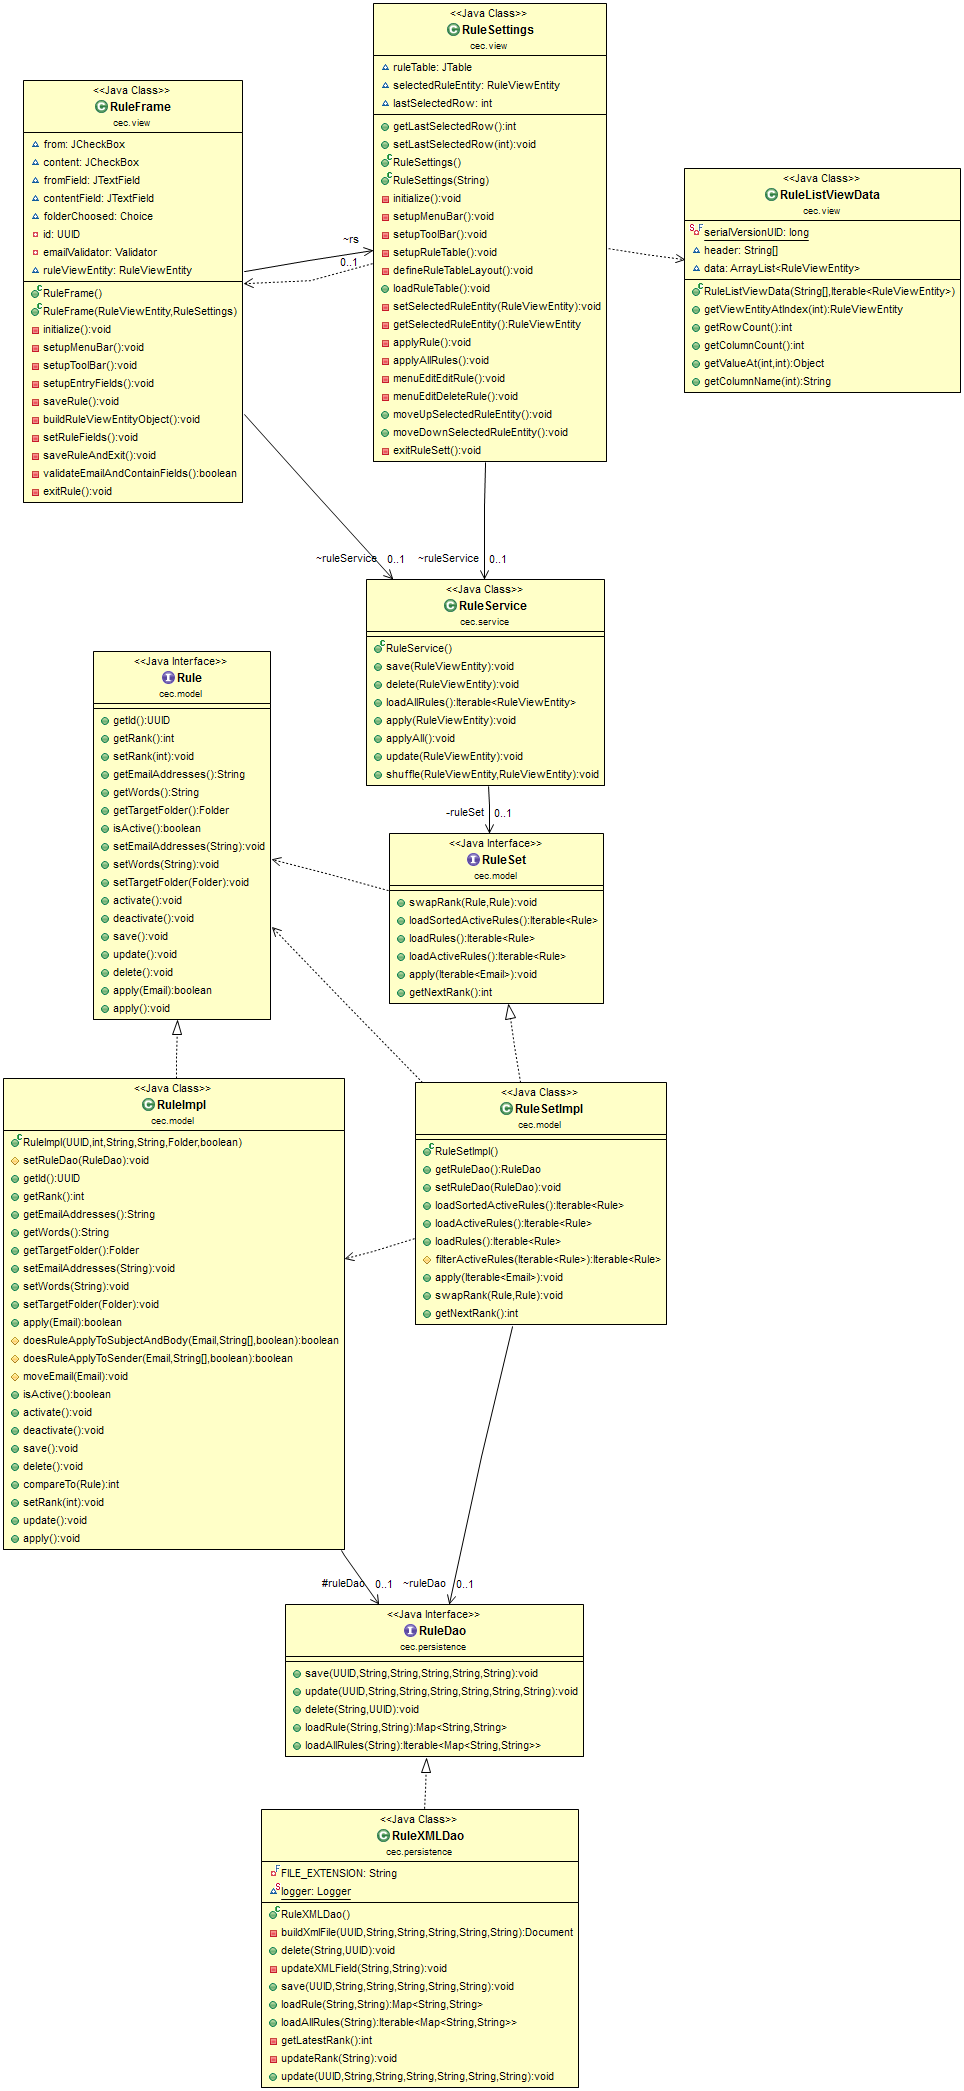 <<Java Class>>
RuleSettings
cec.view
ruleTable: JTable
selectedRuleEntity: RuleViewEntity
lastSelectedRow: int
getLastSelectedRow():int
setLastSelectedRow(int):void
RuleSettings()
RuleSettings(String)
initialize():void
setupMenuBar():void
setupToolBar():void
setupRuleTable():void
defineRuleTableLayout():void
loadRuleTable():void
setSelectedRuleEntity(RuleViewEntity):void
getSelectedRuleEntity():RuleViewEntity
applyRule():void
applyAllRules():void
menuEditEditRule():void
menuEditDeleteRule():void
moveUpSelectedRuleEntity():void
moveDownSelectedRuleEntity():void
exitRuleSett():void
<<Java Class>>
RuleFrame
cec.view
from: JCheckBox
content: JCheckBox
fromField: JTextField
contentField: JTextField
folderChoosed: Choice
id: UUID
emailValidator: Validator
ruleViewEntity: RuleViewEntity
RuleFrame()
RuleFrame(RuleViewEntity,RuleSettings)
initialize():void
setupMenuBar():void
setupToolBar():void
setupEntryFields():void
saveRule():void
buildRuleViewEntityObject():void
setRuleFields():void
saveRuleAndExit():void
validateEmailAndContainFields():boolean
exitRule():void
~rs
0..1
<<Java Class>>
RuleListViewData
cec.view
serialVersionUID: long
header: String[]
data: ArrayList<RuleViewEntity>
RuleListViewData(String[],Iterable<RuleViewEntity>)
getViewEntityAtIndex(int):RuleViewEntity
getRowCount():int
getColumnCount():int
getValueAt(int,int):Object
getColumnName(int):String
~ruleService 0..1
~ruleService 0..1
<<Java Class>>
RuleService
cec.service
RuleService()
save(RuleViewEntity):void
delete(RuleViewEntity):void
loadAllRules():Iterable<RuleViewEntity>
apply(RuleViewEntity):void
applyAll():void
update(RuleViewEntity):void
shuffle(RuleViewEntity,RuleViewEntity):void
-ruleSet 0..1
<<Java Interface>>
Rule
cec.model
getId():UUID
getRank():int
setRank(int):void
getEmailAddresses():String
getWords():String
getTargetFolder():Folder
isActive():boolean
setEmailAddresses(String):void
setWords(String):void
setTargetFolder(Folder):void
activate():void
deactivate():void
save():void
update():void
delete():void
apply(Email):boolean
apply():void
<<Java Interface>>
RuleSet
cec.model
swapRank(Rule,Rule):void
loadSortedActiveRules():Iterable<Rule>
loadRules():Iterable<Rule>
loadActiveRules():Iterable<Rule>
apply(Iterable<Email>):void
getNextRank():int
<<Java Class>>
RuleImpl
cec.model
RuleImpl(UUID,int,String,String,Folder,boolean)
setRuleDao(RuleDao):void
getId():UUID
getRank():int
getEmailAddresses():String
getWords():String
getTargetFolder():Folder
setEmailAddresses(String):void
setWords(String):void
setTargetFolder(Folder):void
apply(Email):boolean
doesRuleApplyToSubjectAndBody(Email,String[],boolean):boolean
doesRuleApplyToSender(Email,String[],boolean):boolean
moveEmail(Email):void
isActive():boolean
activate():void
deactivate():void
save():void
delete():void
compareTo(Rule):int
setRank(int):void
update():void
apply():void
<<Java Class>>
RuleSetImpl
cec.model
RuleSetImpl()
getRuleDao():RuleDao
setRuleDao(RuleDao):void
loadSortedActiveRules():Iterable<Rule>
loadActiveRules():Iterable<Rule>
loadRules():Iterable<Rule>
filterActiveRules(Iterable<Rule>):Iterable<Rule>
apply(Iterable<Email>):void
swapRank(Rule,Rule):void
getNextRank():int
#ruleDao 0..1
~ruleDao 0..1
<<Java Interface>>
RuleDao
cec.persistence
save(UUID,String,String,String,String,String):void
update(UUID,String,String,String,String,String,String):void
delete(String,UUID):void
loadRule(String,String):Map<String,String>
loadAllRules(String):Iterable<Map<String,String>>
<<Java Class>>
RuleXMLDao
cec.persistence
FILE_EXTENSION: String
logger: Logger
RuleXMLDao()
buildXmlFile(UUID,String,String,String,String,String):Document
delete(String,UUID):void
updateXMLField(String,String):void
save(UUID,String,String,String,String,String):void
loadRule(String,String):Map<String,String>
loadAllRules(String):Iterable<Map<String,String>>
getLatestRank():int
updateRank(String):void
update(UUID,String,String,String,String,String,String):void